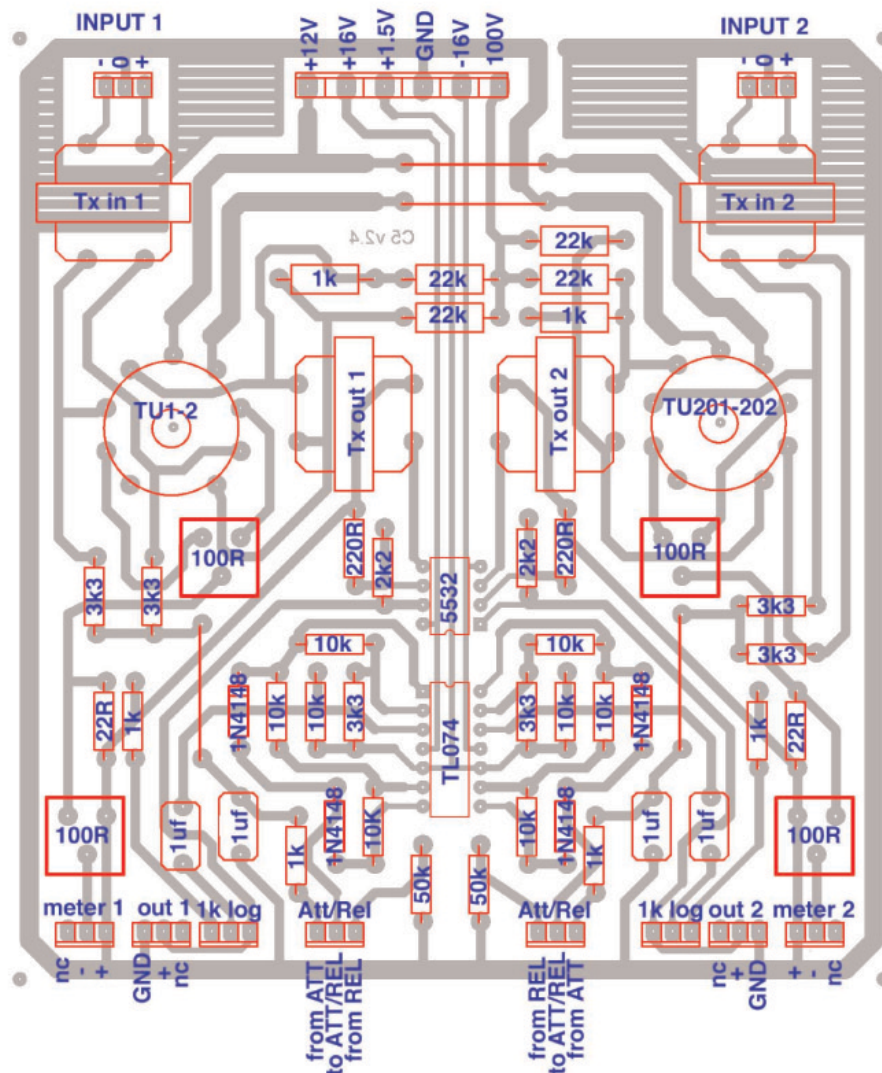 INPUT 1
INPUT 2
- 0 +
+12V
+16V
+1.5V
GND
-16V
100V
- 0 +
Tx in 1
Tx in 2
C5 v2.4
22k
1k
22k
22k
22k
1k
TU1-2
Tx out 1
Tx out 2
TU201-202
100R
220R
2k2
2k2
220R
100R
3k3
3k3
5532
3k3
3k3
10k
10k
22R
1k
1N4148
10k
10k
3k3
TL074
3k3
10k
10k
1N4148
1k
22R
100R
1uf
1uf
1k
1N4148
10K
50k
50k
10k
1N4148
1k
1uf
1uf
100R
meter 1
out 1
1k log
Att/Rel
Att/Rel
1k log
out 2
meter 2
nc
-
+
GND
+
nc
from ATT
to ATT/REL
from REL
from REL
to ATT/REL
from ATT
nc
+
GND
+
-
nc